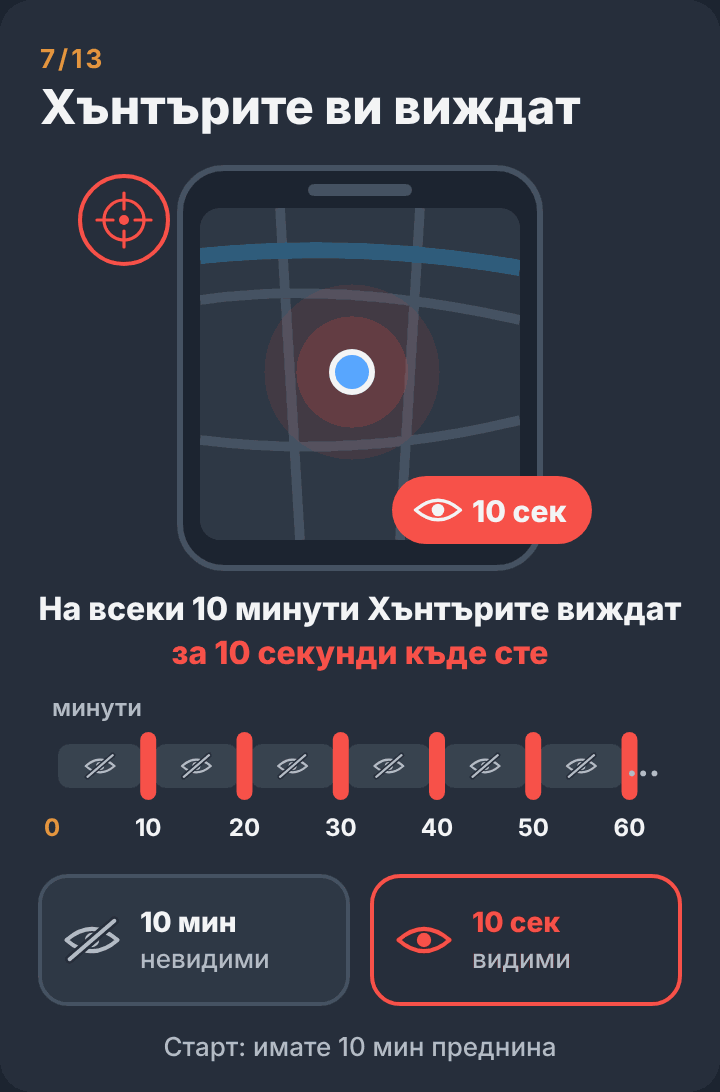 7/13
Хънтърите ви виждат
10 сек
На всеки 10 минути Хънтърите виждат
за 10 секунди къде сте
минути
0 10 20 30 40 50 60 ...
10 мин
невидими
10 сек
видими
Старт: имате 10 мин преднина